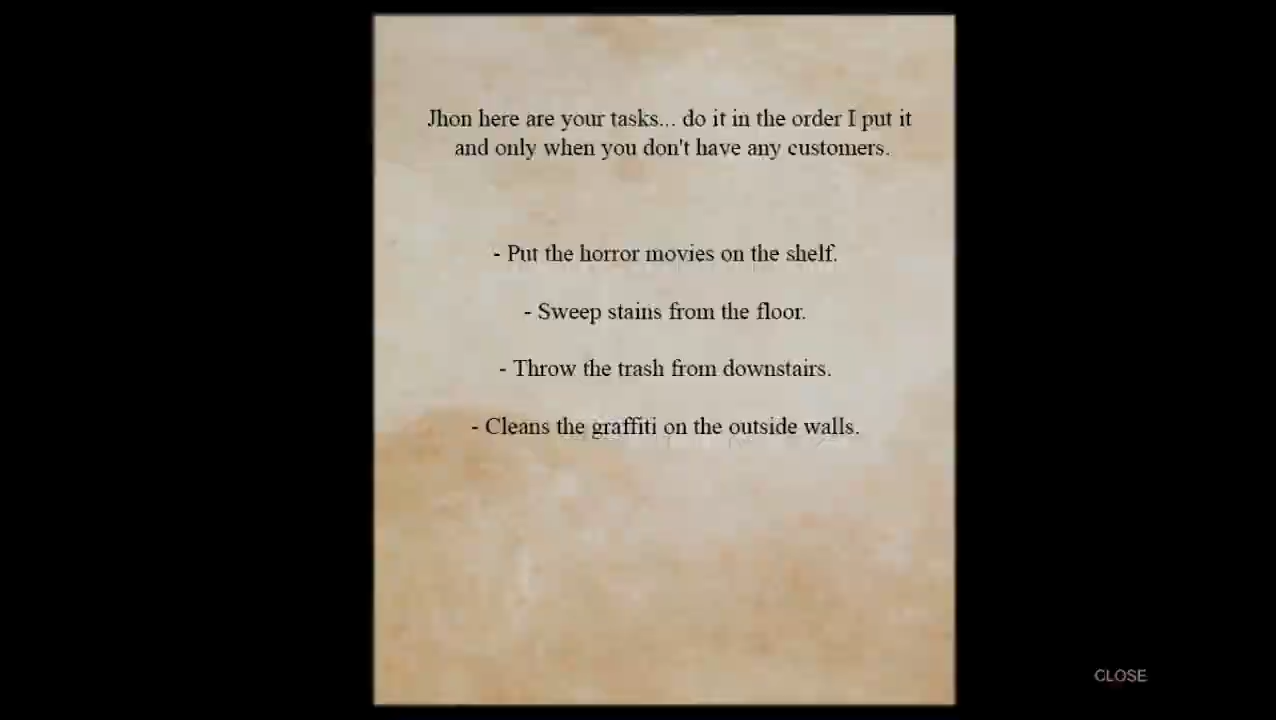 Jhon here are your tasks... do it in the order I put it
and only when you don't have any customers.
- Put the horror movies on the shelf.
- Sweep stains from the floor.
- Throw the trash from downstairs.
- Cleans the graffiti on the outside walls.
CLOSE